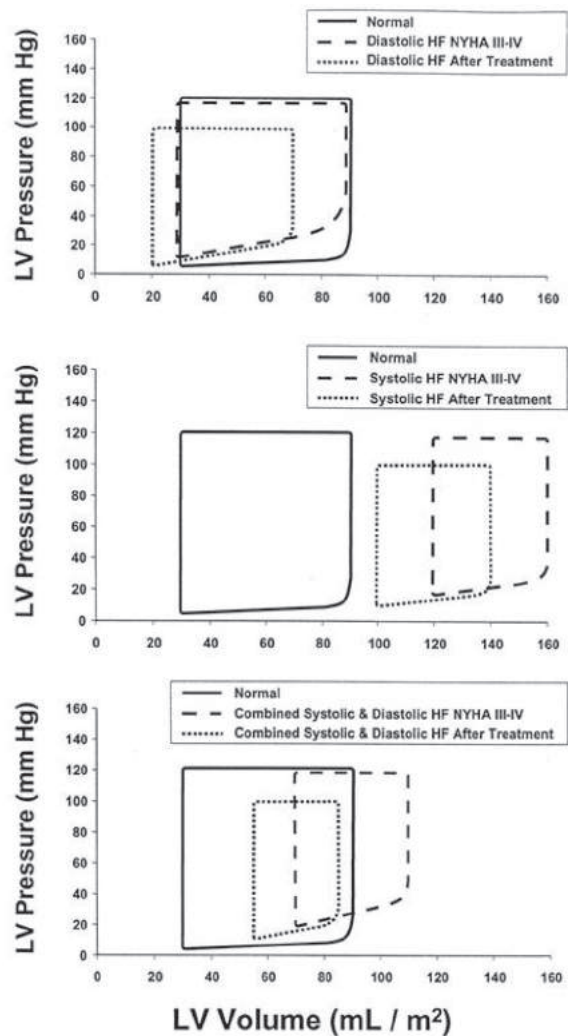 Normal
Diastolic HF NYHA III-IV
Diastolic HF After Treatment
LV Pressure (mm Hg)
160
140
120
100
80
60
40
20
0
0 20 40 60 80 100 120 140 160
Normal
Systolic HF NYHA III-IV
Systolic HF After Treatment
LV Pressure (mm Hg)
160
140
120
100
80
60
40
20
0
0 20 40 60 80 100 120 140 160
Normal
Combined Systolic & Diastolic HF NYHA III-IV
Combined Systolic & Diastolic HF After Treatment
LV Pressure (mm Hg)
160
140
120
100
80
60
40
20
0
0 20 40 60 80 100 120 140 160
LV Volume (mL / m²)